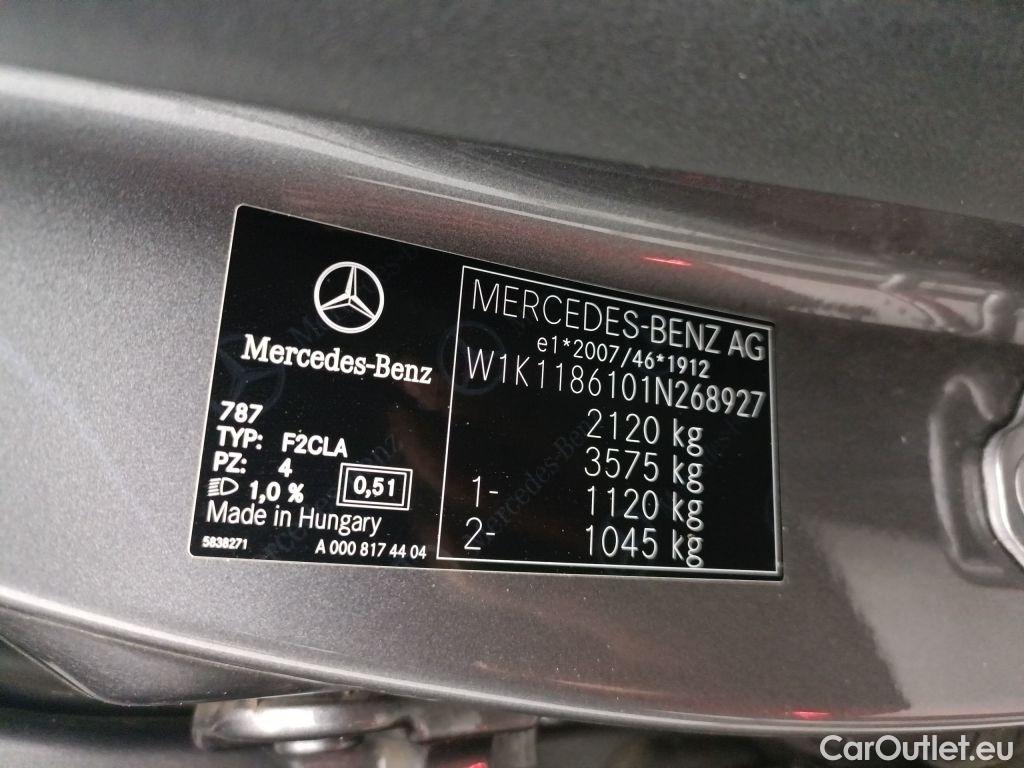 Mercedes-Benz
787
TYP: F2CLA
PZ: 4
1,0 %
0,51
Made in Hungary
5838271 A 000 817 44 04
MERCEDES-BENZ AG
e1*2007/46*1912
W1K1186101N268927
2120 kg
3575 kg
1- 1120 kg
2- 1045 kg
CarOutlet.eu